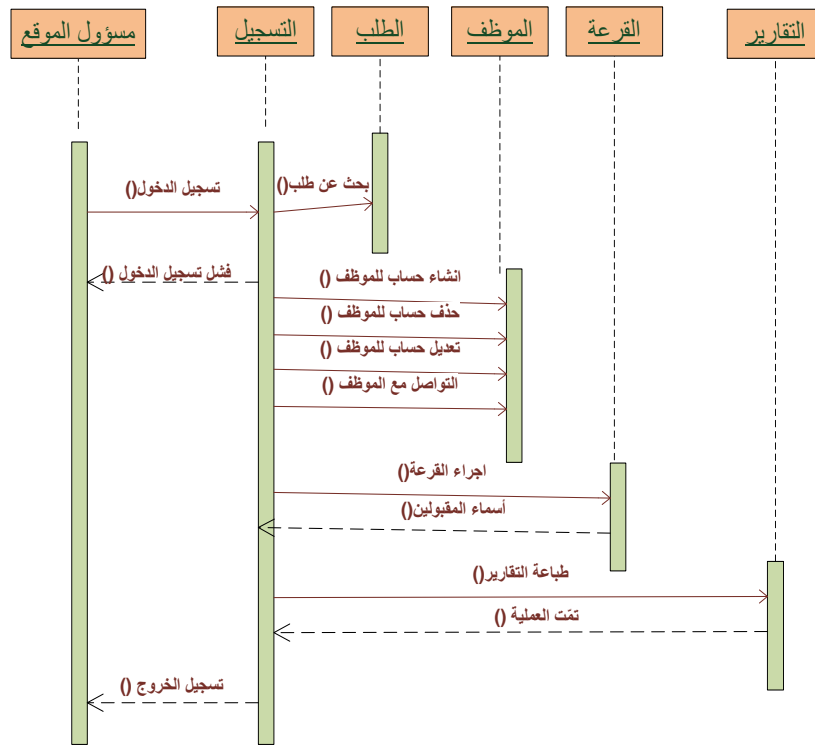 مسؤول الموقع
التسجيل
الطلب
الموظف
القرعة
التقارير
تسجيل الدخول()
بحث عن طلب()
فشل تسجيل الدخول ()
انشاء حساب للموظف ()
حذف حساب للموظف ()
تعديل حساب للموظف ()
التواصل مع الموظف ()
اجراء القرعة()
أسماء المقبولين()
طباعة التقارير()
تمّت العملية ()
تسجيل الخروج ()